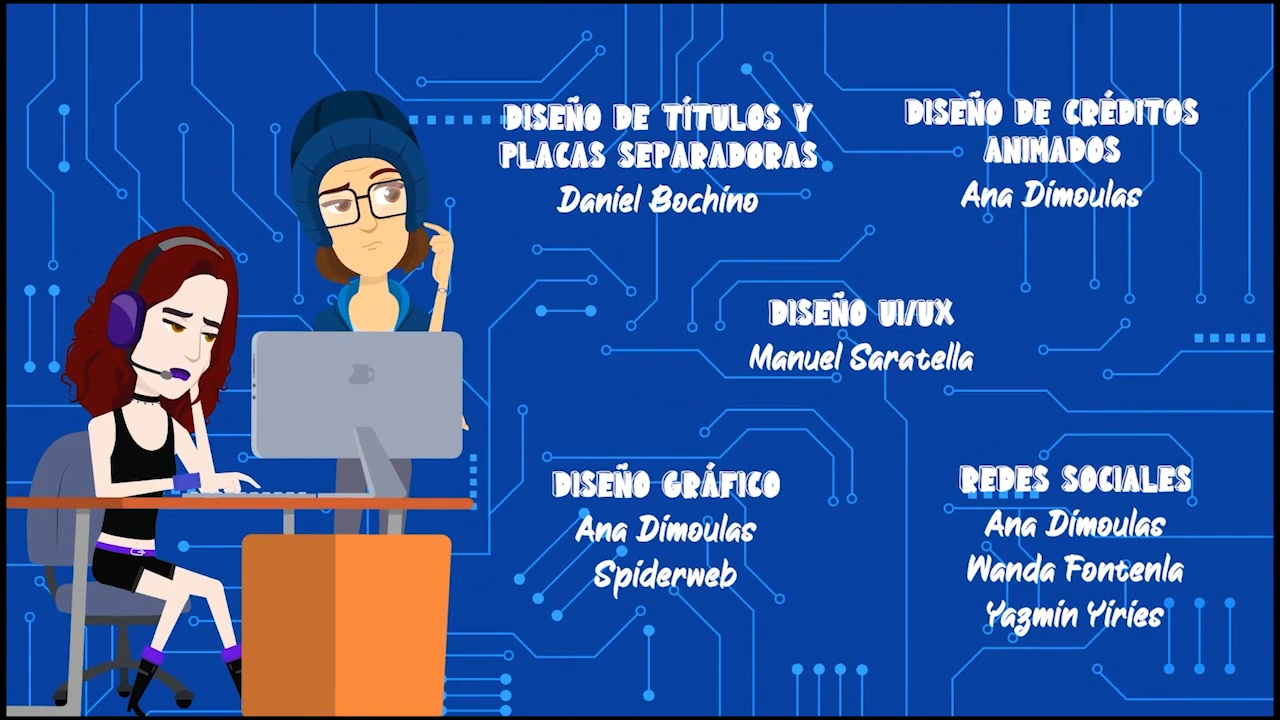 DISEÑO DE TÍTULOS Y
PLACAS SEPARADORAS
Daniel Bochino
DISEÑO DE CRÉDITOS
ANIMADOS
Ana Dimoulas
DISEÑO UI/UX
Manuel Saratella
DISEÑO GRÁFICO
Ana Dimoulas
Spiderweb
REDES SOCIALES
Ana Dimoulas
Wanda Fontenla
Yazmin Yiries